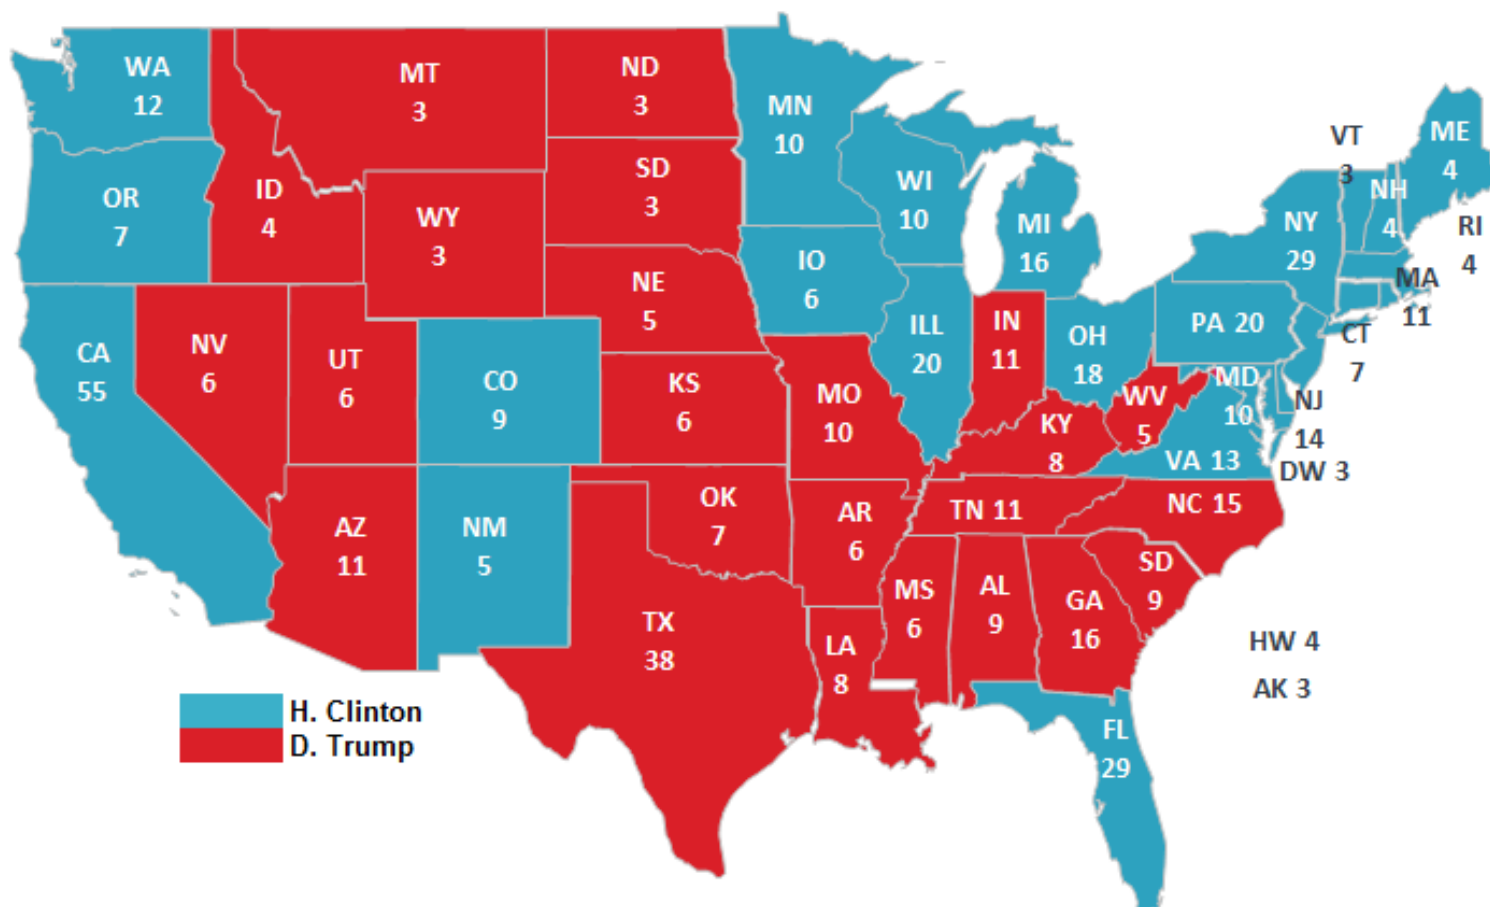 WA
12
OR
7
CA
55
MT
3
ID
4
WY
3
NV
6
UT
6
CO
9
AZ
11
NM
5
ND
3
SD
3
NE
5
KS
6
OK
7
TX
38
MN
10
IO
6
MO
10
AR
6
LA
8
WI
10
ILL
20
MI
16
IN
11
OH
18
KY
8
TN 11
MS
6
AL
9
GA
16
FL
29
SD
9
NC 15
VA 13
WV
5
PA 20
NY
29
VT
3
NH
4
ME
4
RI
4
MA
11
CT
7
NJ
14
MD
10
DW 3
HW 4
AK 3
H. Clinton
D. Trump